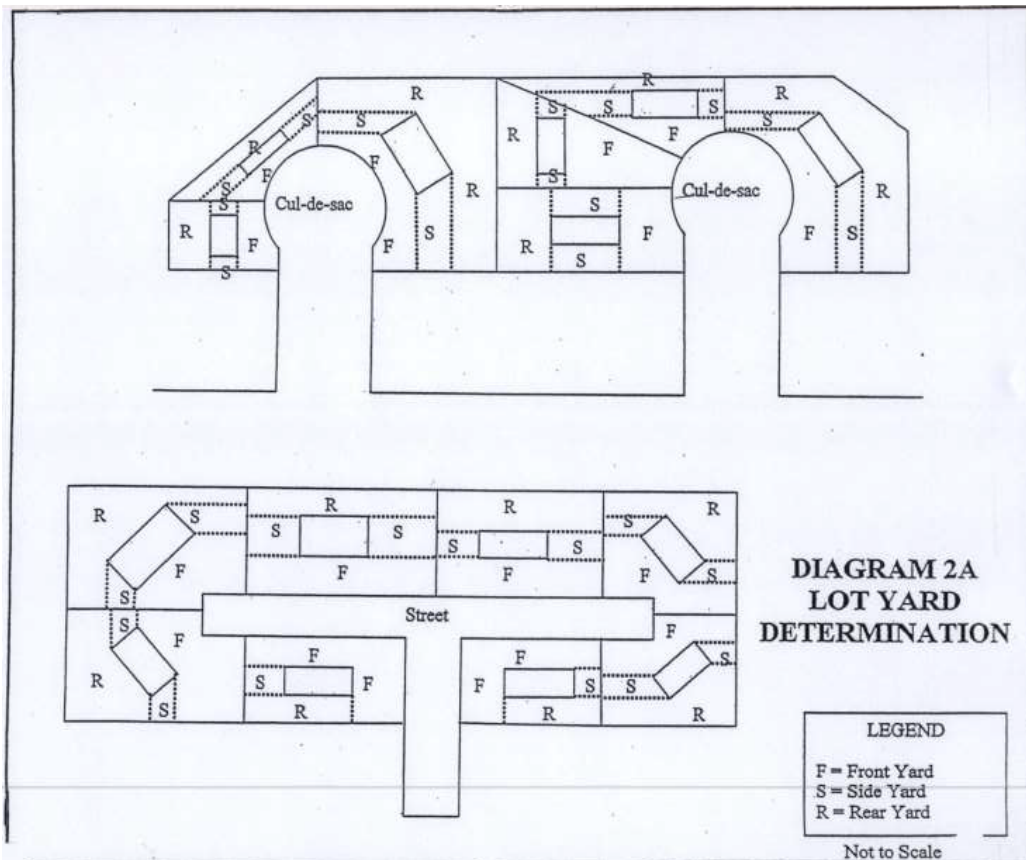 R
R
R
S
S
S
S
S
S
R
F
R
F
F
F
S
R
F
Cul-de-sac
S
Cul-de-sac
R
S
R
F
F
S
R
F
F
S
S
S
R
R
R
R
S
S
S
S
S
S
F
F
F
F
S
S
S
Street
F
F
F
F
S
R
S
F
F
S
S
R
R
S
R
DIAGRAM 2A
LOT YARD
DETERMINATION
LEGEND
F = Front Yard
S = Side Yard
R = Rear Yard
Not to Scale